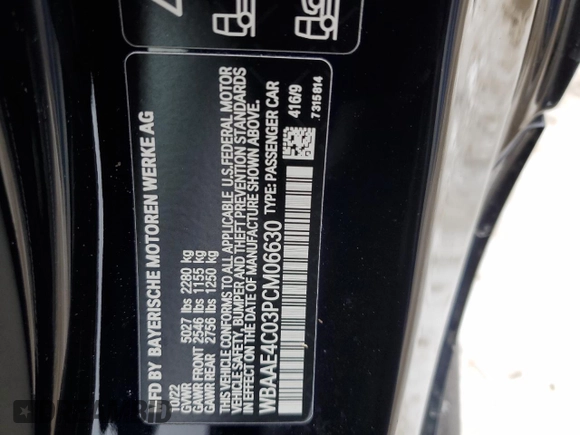 MFD BY BAYERISCHE MOTOREN WERKE AG
10/22
GVWR 5027 lbs 2280 kg
GAWR FRONT 2546 lbs 1155 kg
GAWR REAR 2756 lbs 1250 kg
THIS VEHICLE CONFORMS TO ALL APPLICABLE U.S.FEDERAL MOTOR
VEHICLE SAFETY, BUMPER AND THEFT PREVENTION STANDARDS
IN EFFECT ON THE DATE OF MANUFACTURE SHOWN ABOVE.
WBAAE4C03PCM06630 TYPE: PASSENGER CAR
416/9
7315814